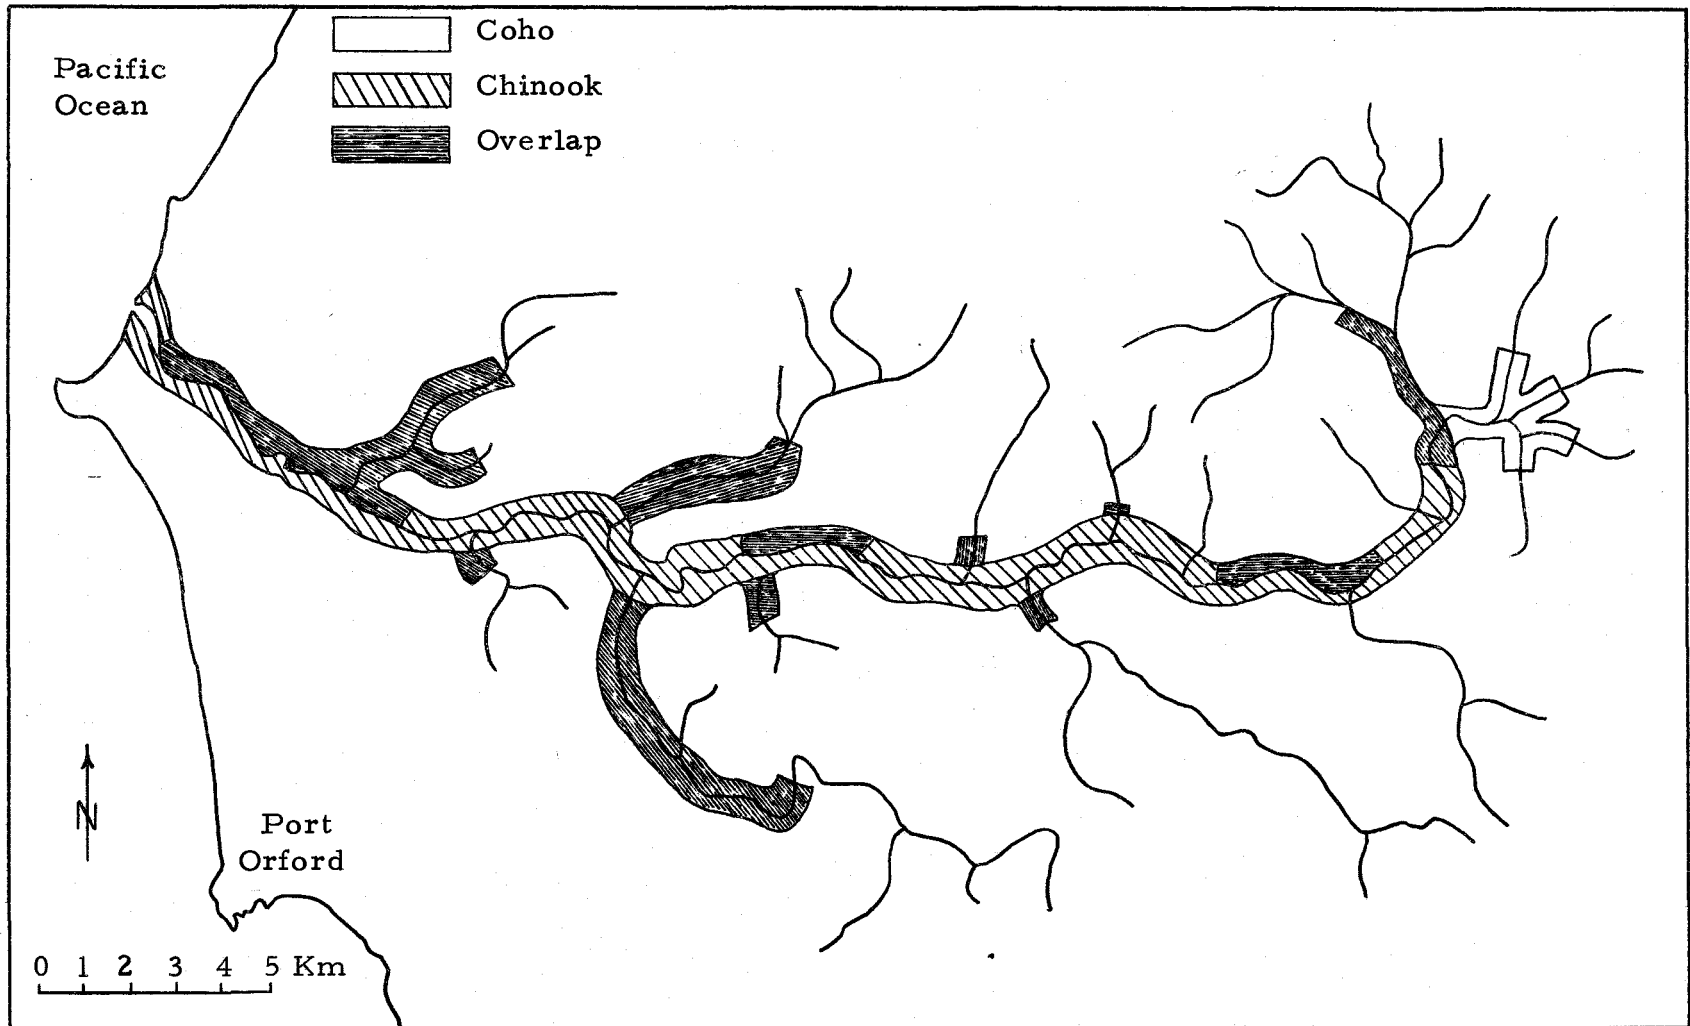 Coho
Pacific
Ocean
Chinook
Overlap
N
Port
Orford
0 1 2 3 4 5 Km